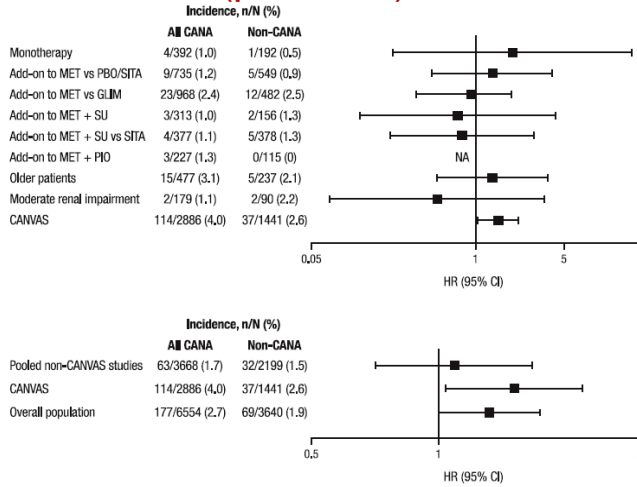 Incidence, n/N (%)
All CANA Non-CANA
Monotherapy 4/392 (1.0) 1/192 (0.5)
Add-on to MET vs PBO/SITA 9/735 (1.2) 5/549 (0.9)
Add-on to MET vs GLIM 23/968 (2.4) 12/482 (2.5)
Add-on to MET + SU 3/313 (1.0) 2/156 (1.3)
Add-on to MET + SU vs SITA 4/377 (1.1) 5/378 (1.3)
Add-on to MET + PIO 3/227 (1.3) 0/115 (0) NA
Older patients 15/477 (3.1) 5/237 (2.1)
Moderate renal impairment 2/179 (1.1) 2/90 (2.2)
CANVAS 114/2886 (4.0) 37/1441 (2.6)
0.05 1 5
HR (95% CI)
Incidence, n/N (%)
All CANA Non-CANA
Pooled non-CANVAS studies 63/3668 (1.7) 32/2199 (1.5)
CANVAS 114/2886 (4.0) 37/1441 (2.6)
Overall population 177/6554 (2.7) 69/3640 (1.9)
0.5 1
HR (95% CI)